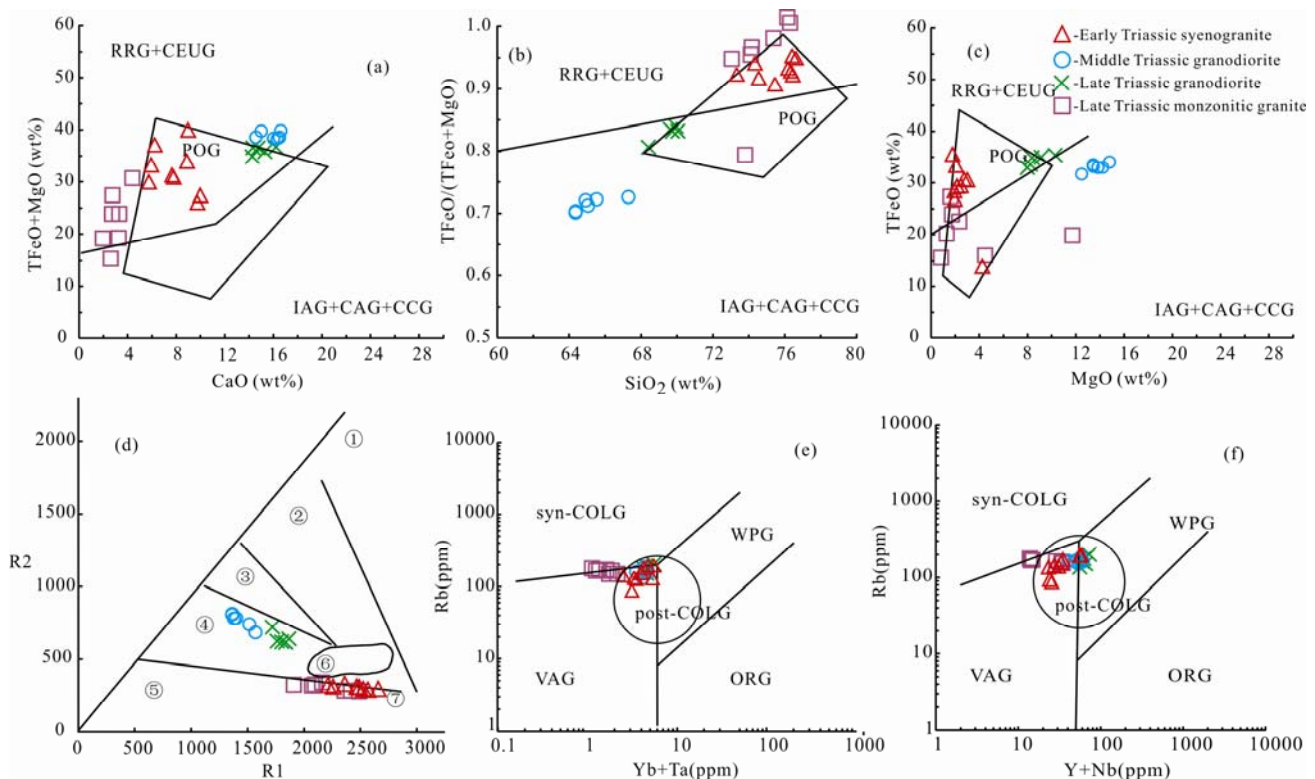 60
50
40
30
20
10
0
TFeO+MgO (wt%)
RRG+CEUG
(a)
POG
IAG+CAG+CCG
0 4 8 12 16 20 24 28
CaO (wt%)
1.0
0.9
0.8
0.7
0.6
0.5
TFeO/(TFeo+MgO)
(b)
RRG+CEUG
POG
IAG+CAG+CCG
60 64 68 72 76 80
SiO2 (wt%)
60
50
40
30
20
10
0
TFeO (wt%)
(c)
-Early Triassic syenogranite
-Middle Triassic granodiorite
-Late Triassic granodiorite
-Late Triassic monzonitic granite
RRG+CEUG
POG
IAG+CAG+CCG
0 4 8 12 16 20 24 28
MgO (wt%)
2000
1500
1000
500
0
R2
(d)
①
②
③
④
⑤
⑥
⑦
0 500 1000 1500 2000 2500 3000
R1
10000
1000
100
10
1
Rb(ppm)
(e)
syn-COLG
WPG
post-COLG
VAG
ORG
0.1 1 10 100 1000
Yb+Ta(ppm)
10000
1000
100
10
1
Rb(ppm)
(f)
syn-COLG
WPG
post-COLG
VAG
ORG
1 10 100 1000 10000
Y+Nb(ppm)